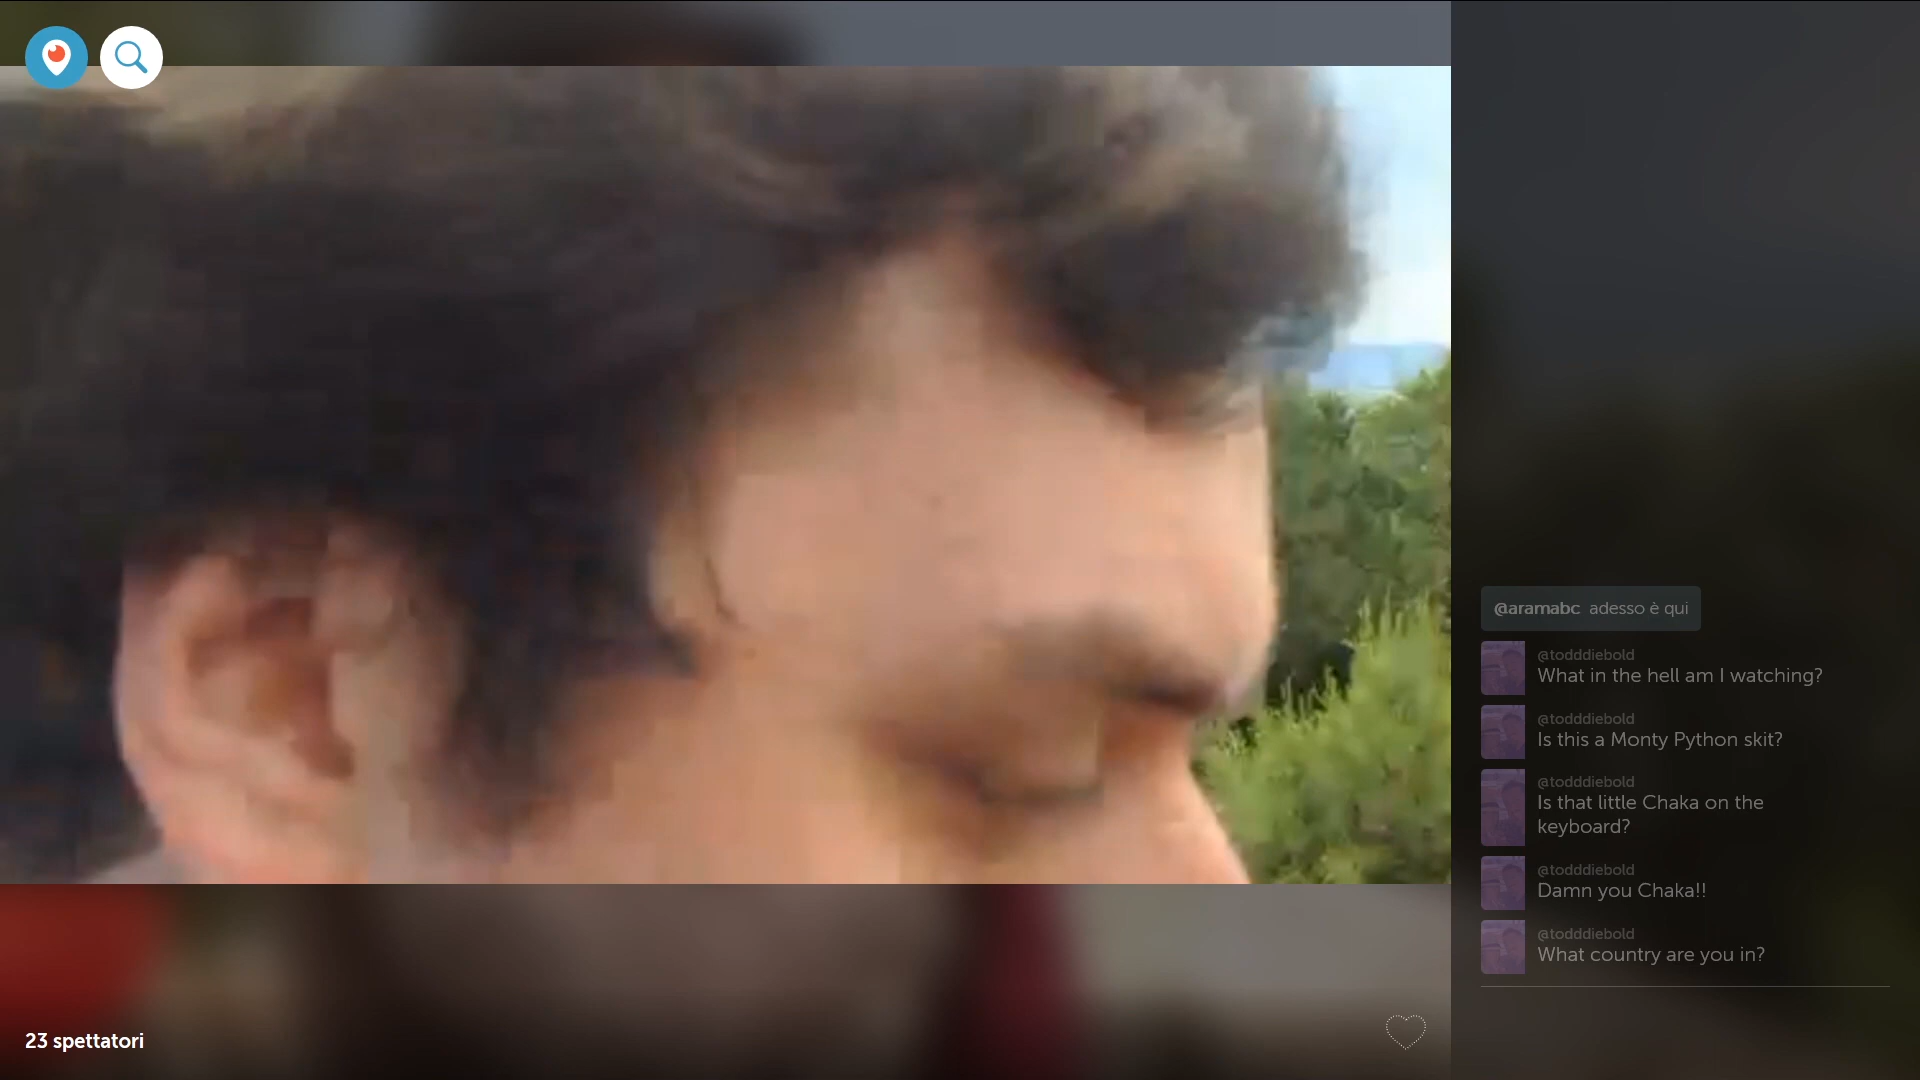 @aramabc adesso è qui
@todddiebold
What in the hell am I watching?
@todddiebold
Is this a Monty Python skit?
@todddiebold
Is that little Chaka on the
keyboard?
@todddiebold
Damn you Chaka!!
@todddiebold
What country are you in?
23 spettatori